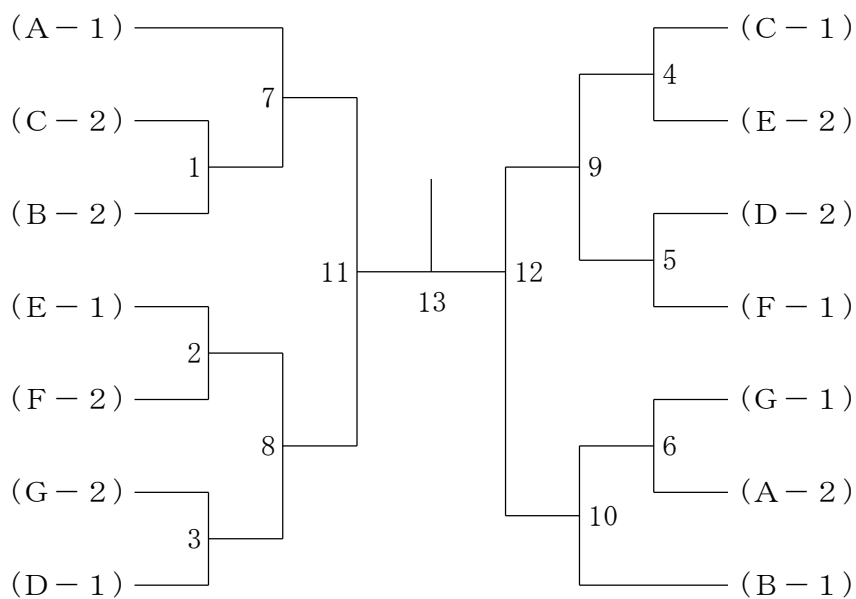 (A－1)
(C－1)
7
4
(C－2)
(E－2)
1
9
(B－2)
(D－2)
5
11
12
13
(E－1)
(F－1)
2
(F－2)
(G－1)
8
6
(G－2)
(A－2)
10
3
(D－1)
(B－1)